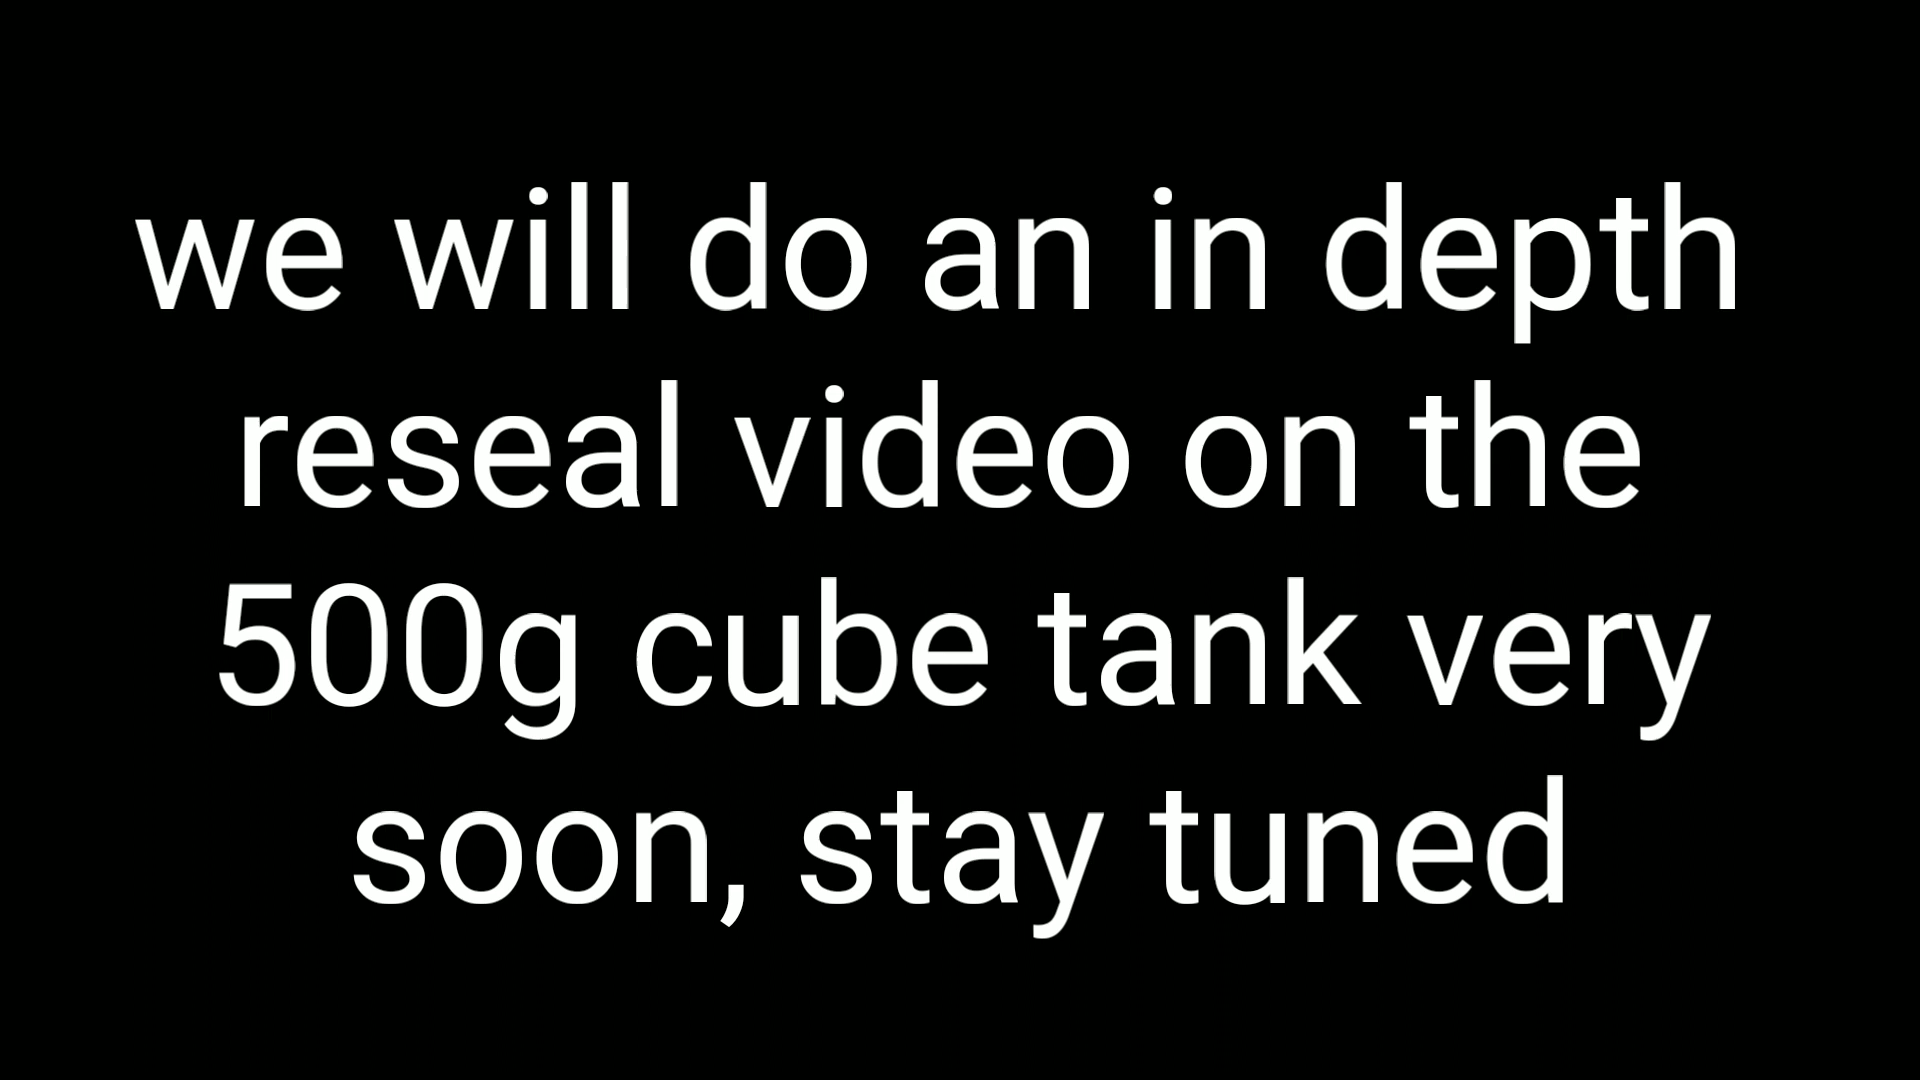 we will do an in depth
reseal video on the
500g cube tank very
soon, stay tuned